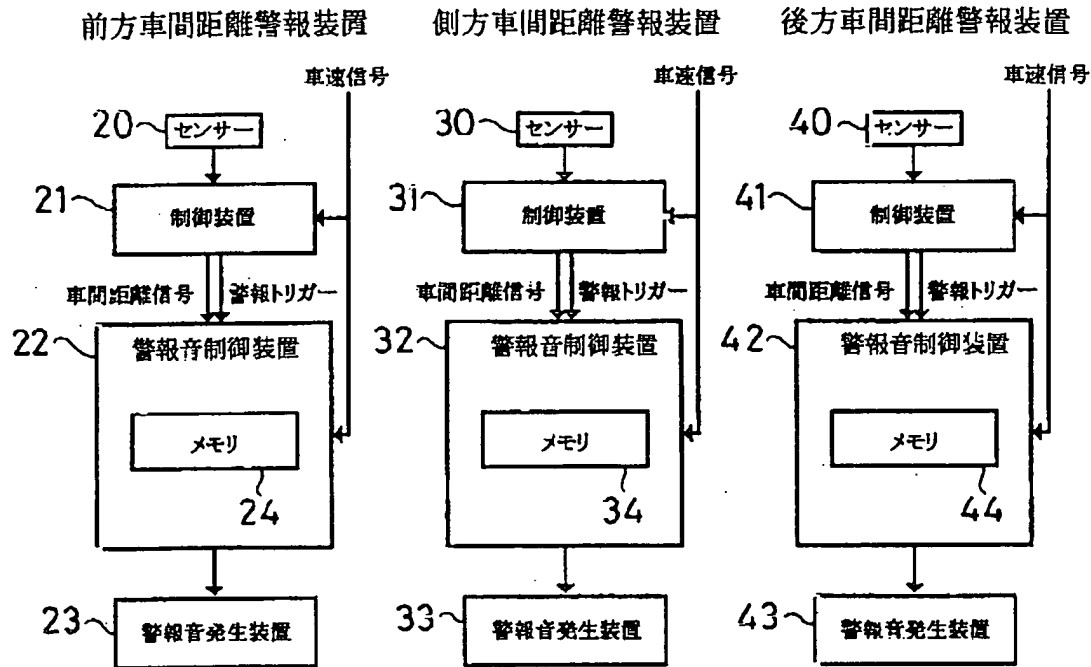 前方車間距離警報装置
側方車間距離警報装置
後方車間距離警報装置
車速信号
車速信号
車速信号
20
センサー
30
センサー
40
センサー
21
制御装置
31
制御装置
41
制御装置
車間距離信号
警報トリガー
車間距離信号
警報トリガー
車間距離信号
警報トリガー
22
警報音制御装置
32
警報音制御装置
42
警報音制御装置
メモリ
メモリ
メモリ
24
34
44
23
警報音発生装置
33
警報音発生装置
43
警報音発生装置